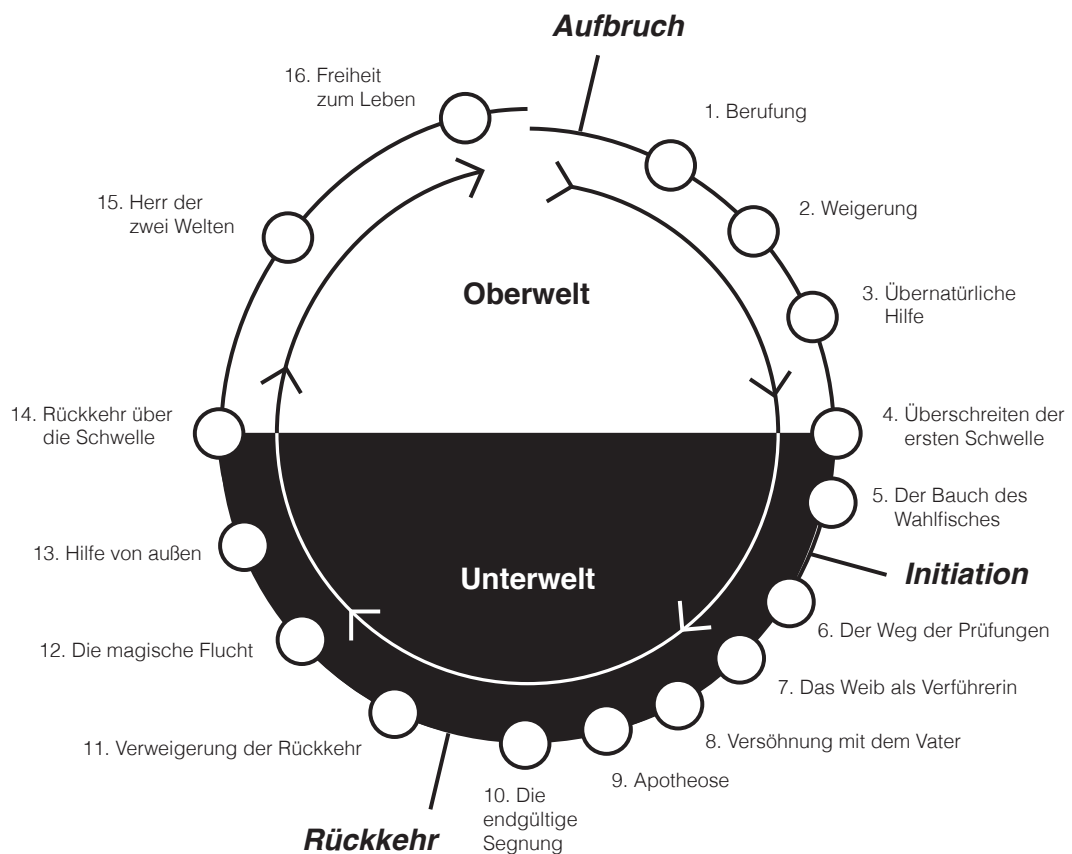 Aufbruch
16. Freiheit
zum Leben
1. Berufung
15. Herr der
zwei Welten
2. Weigerung
Oberwelt
3. Übernatürliche
Hilfe
14. Rückkehr über
die Schwelle
4. Überschreiten der
ersten Schwelle
5. Der Bauch des
Wahlfisches
13. Hilfe von außen
Unterwelt
Initiation
6. Der Weg der Prüfungen
12. Die magische Flucht
7. Das Weib als Verführerin
11. Verweigerung der Rückkehr
8. Versöhnung mit dem Vater
9. Apotheose
10. Die
endgültige
Segnung
Rückkehr